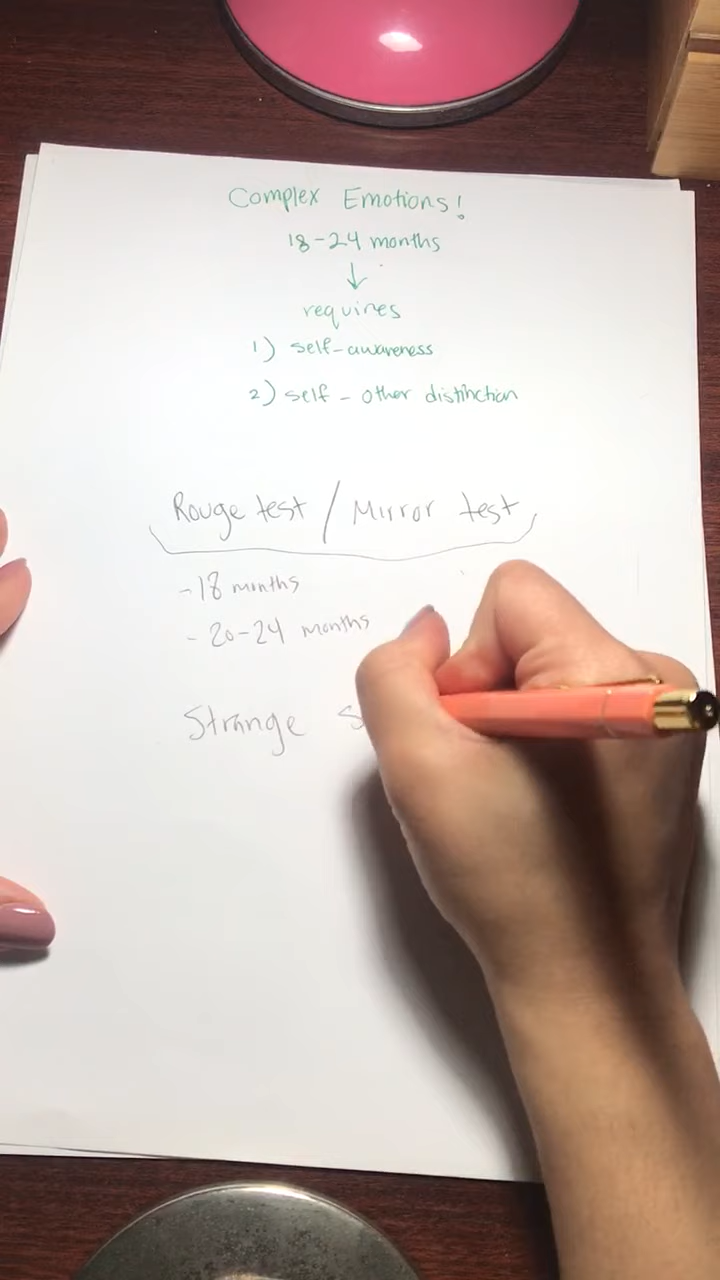 Complex Emotions!
18-24 months
↓
requires
1) self-awareness
2) self - other distinction
Rouge test / Mirror test
-18 months
- 20-24 months
Strange